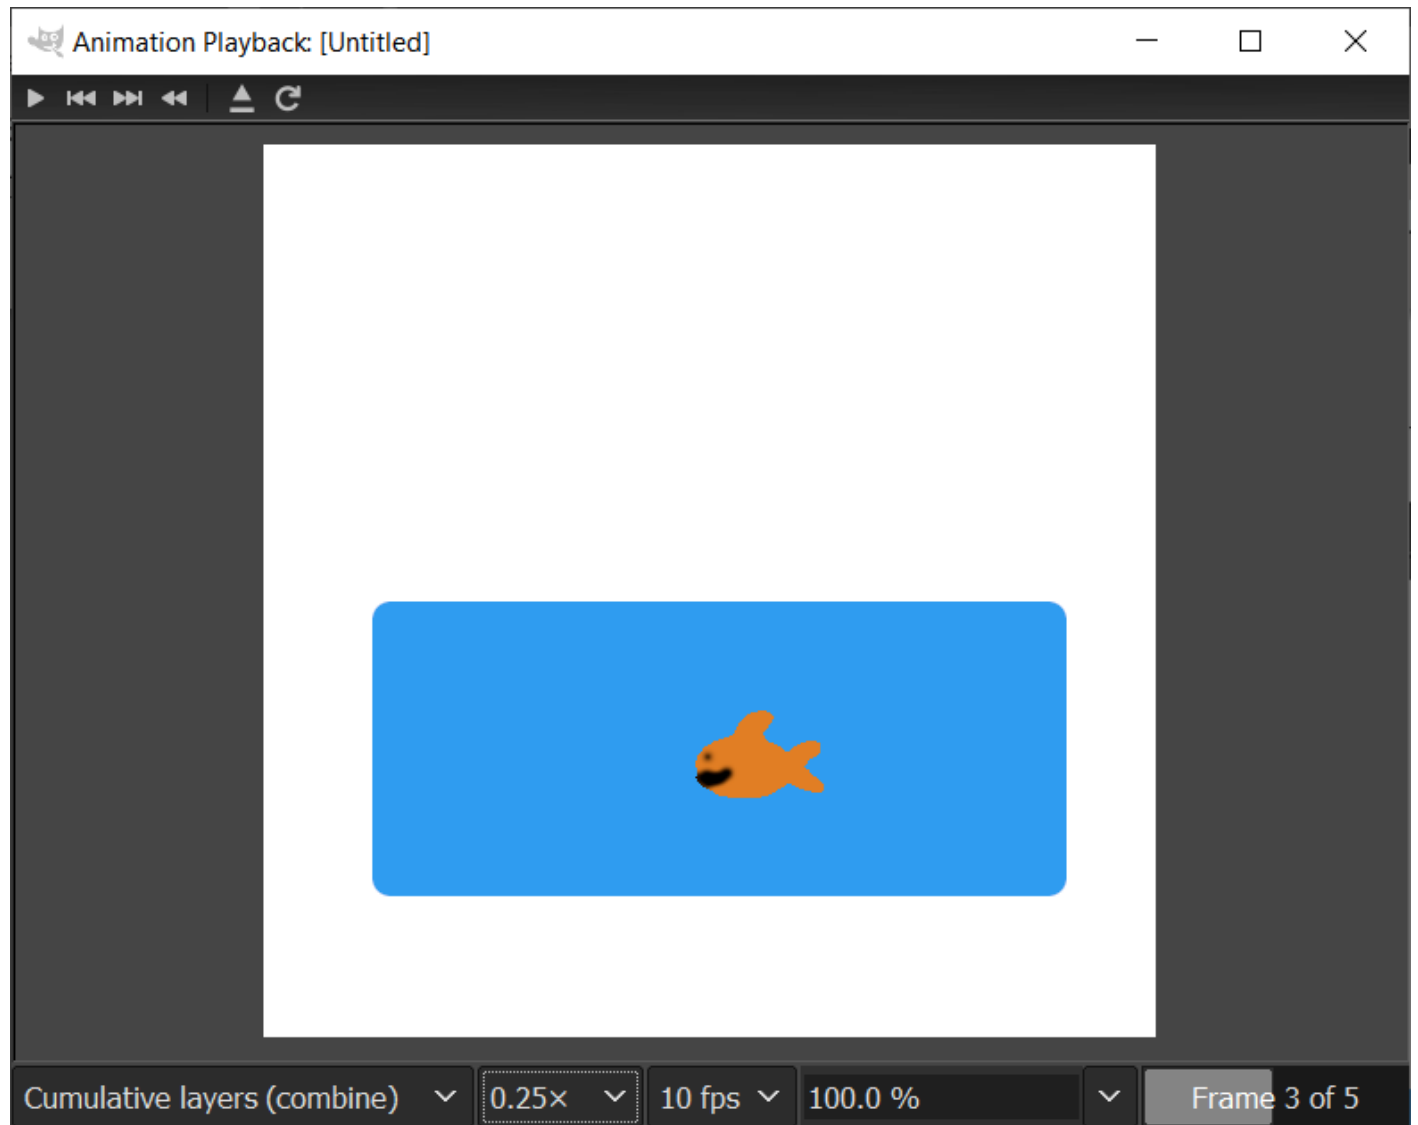 Animation Playback: [Untitled]
Cumulative layers (combine) 0.25× 10 fps 100.0 % Frame 3 of 5